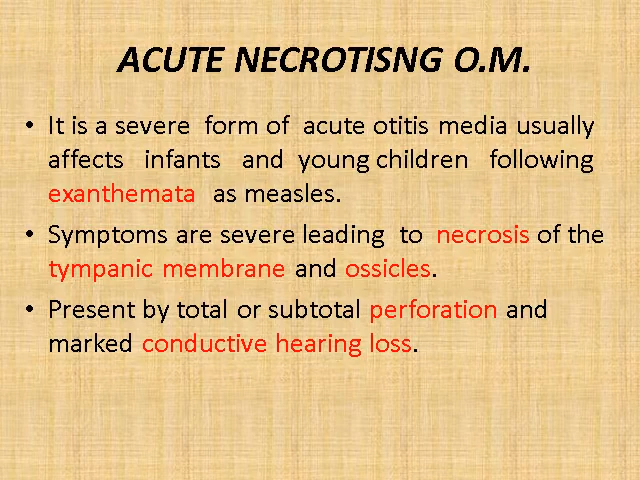 ACUTE NECROTISNG O.M.
• It is a severe form of acute otitis media usually
affects infants and young children following
exanthemata as measles.
• Symptoms are severe leading to necrosis of the
tympanic membrane and ossicles.
• Present by total or subtotal perforation and
marked conductive hearing loss.